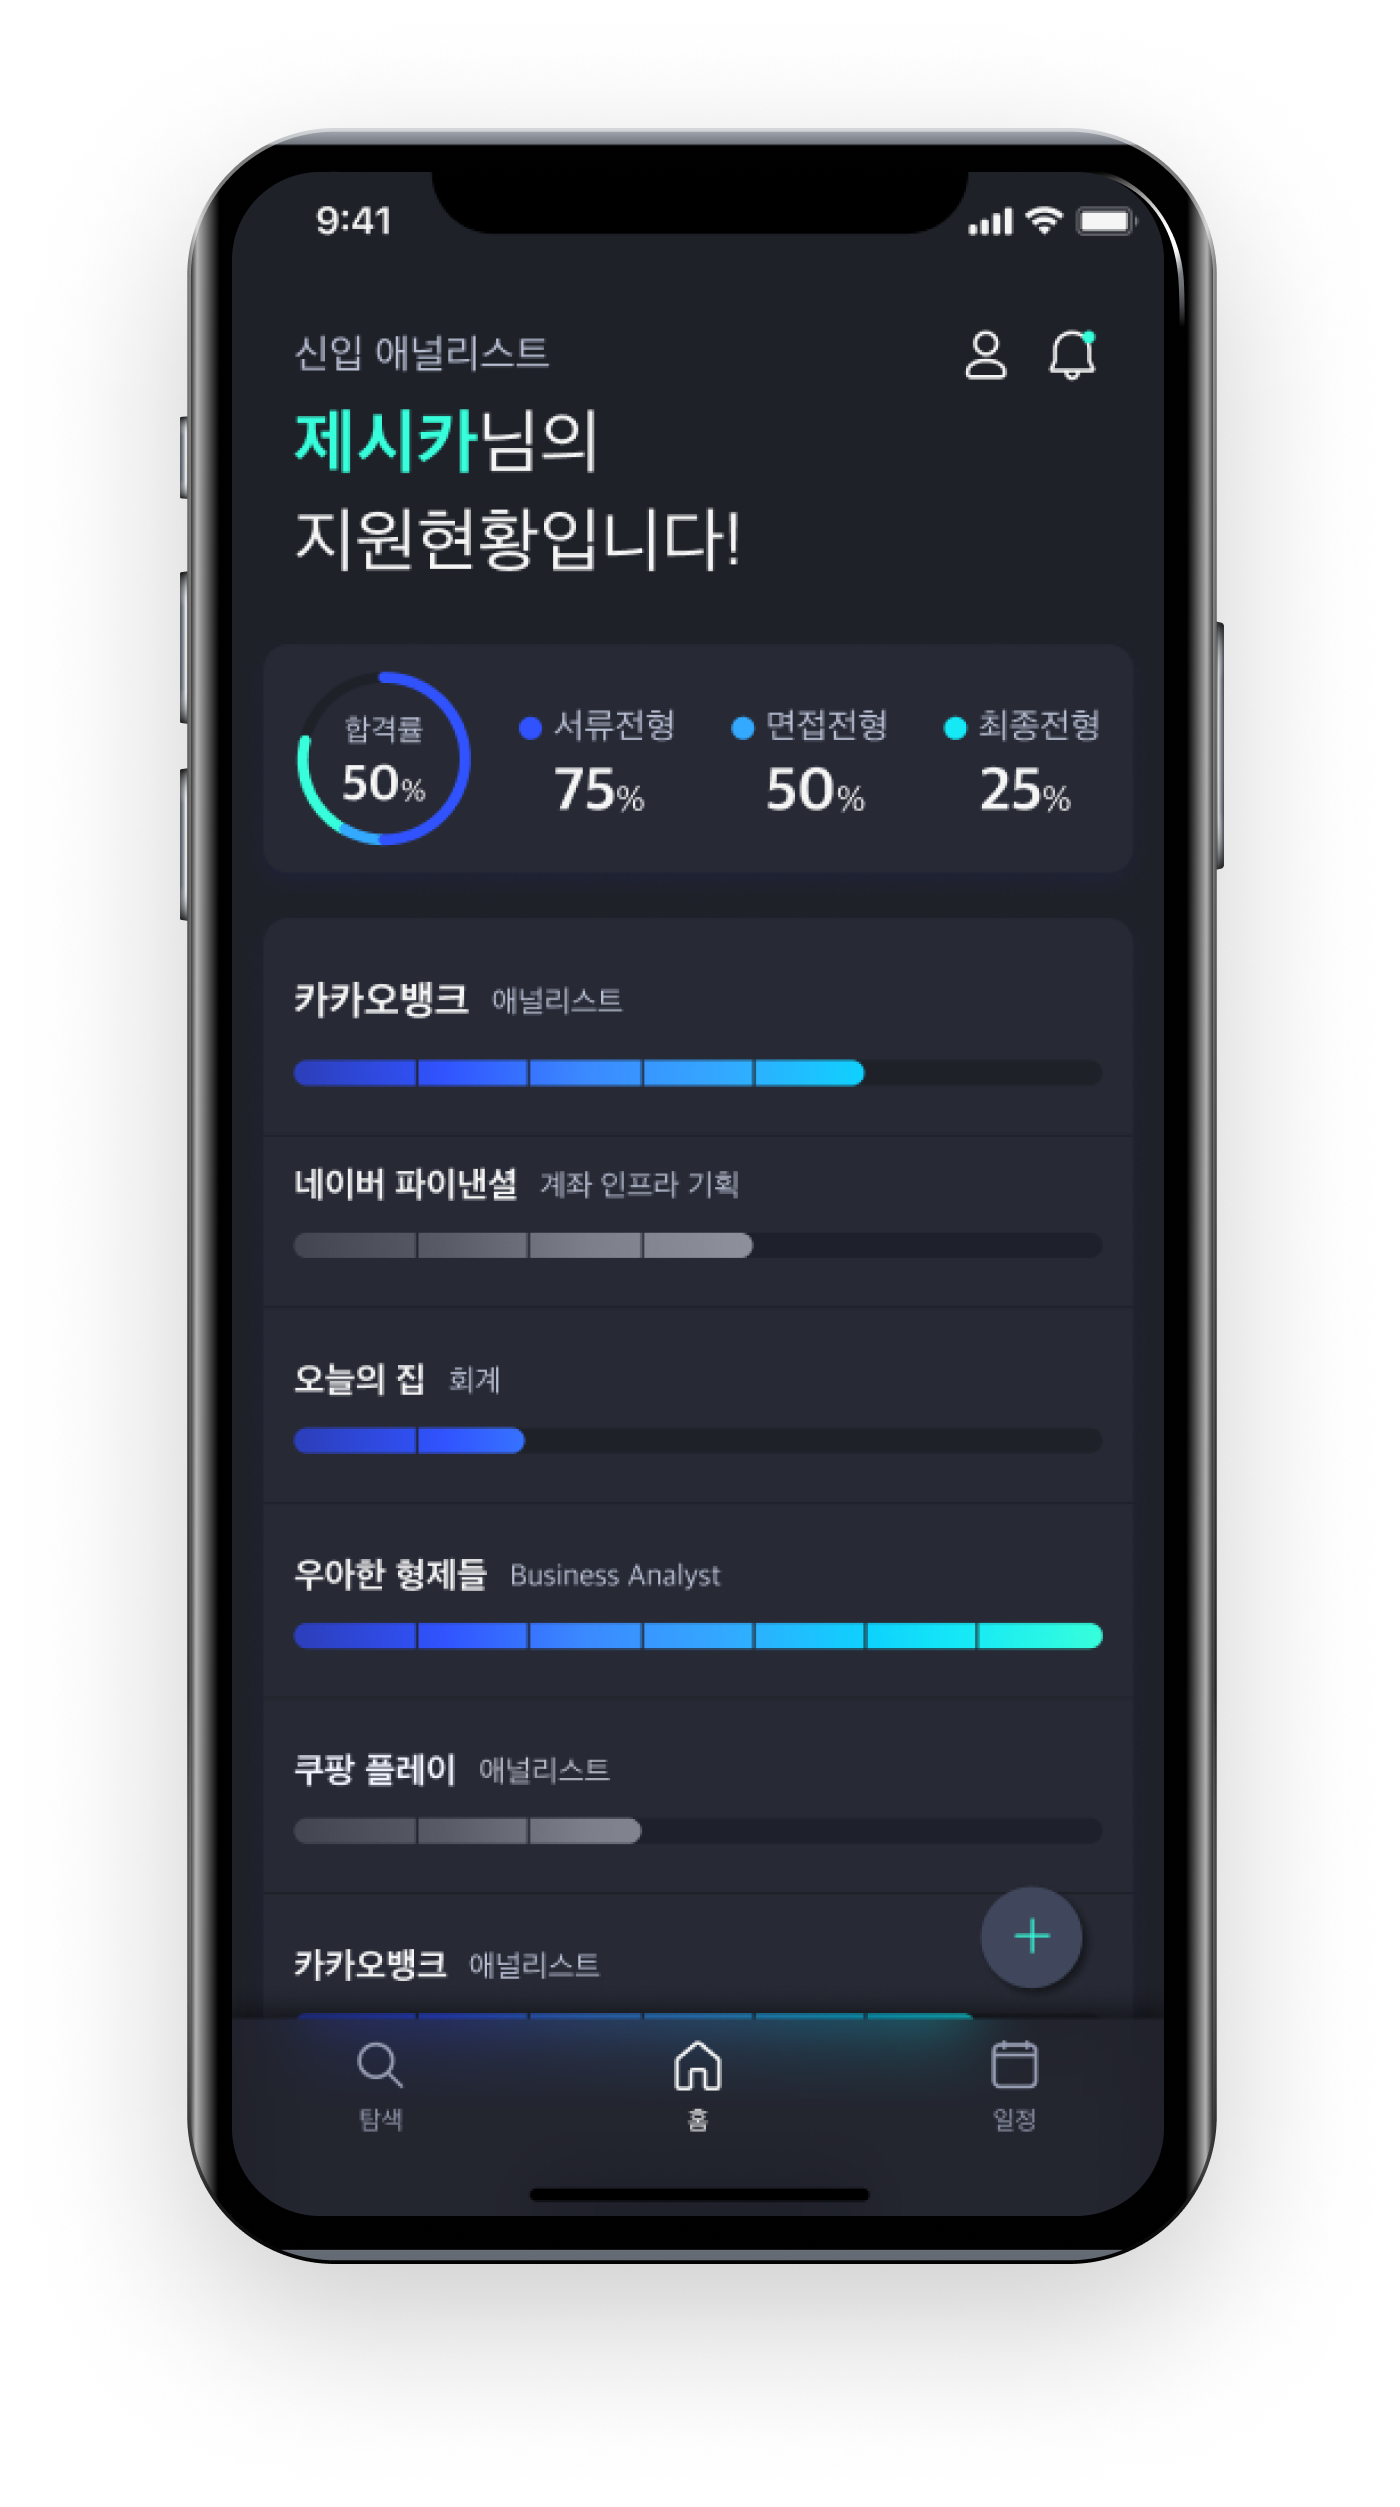 9:41
신입 애널리스트
제시카님의
지원현황입니다!
합격률
50%
서류전형
75%
면접전형
50%
최종전형
25%
카카오뱅크 애널리스트
네이버 파이낸셜 계좌 인프라 기획
오늘의 집 회계
우아한 형제들 Business Analyst
쿠팡 플레이 애널리스트
카카오뱅크 애널리스트
탐색
홈
일정